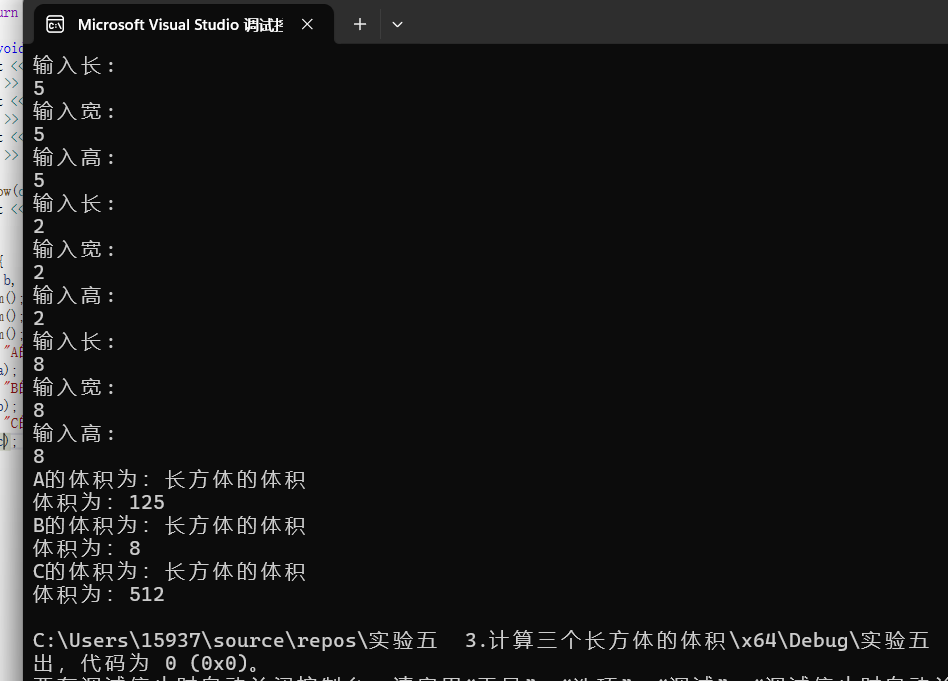 Microsoft Visual Studio 调试
输入长:
5
输入宽:
5
输入高:
5
输入长:
2
输入宽:
2
输入高:
2
输入长:
8
输入宽:
8
输入高:
8
A的体积为: 长方体的体积
体积为: 125
B的体积为: 长方体的体积
体积为: 8
C的体积为: 长方体的体积
体积为: 512
C:\Users\15937\source\repos\实验五  3.计算三个长方体的体积\x64\Debug\实验五
出，代码为 0 (0x0)。